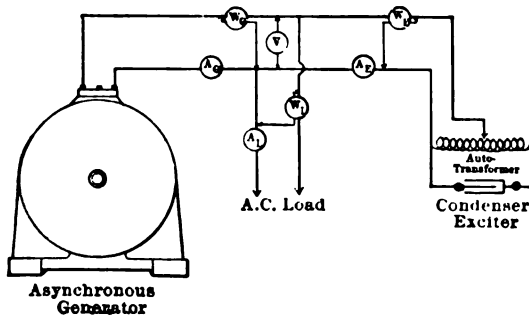 W_G
V
W_E
A_G
A_E
W_L
A_L
A.C. Load
Auto-
Transformer
Condenser
Exciter
Asynchronous
Generator